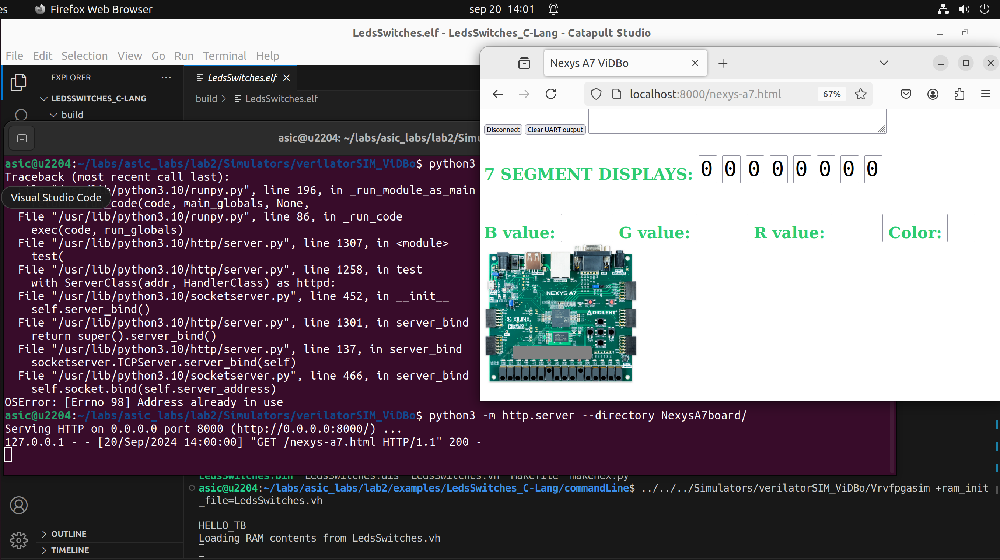 es
Firefox Web Browser
sep 20 14:01
LedsSwitches.elf - LedsSwitches_C-Lang - Catapult Studio
File Edit Selection View Go Run Terminal Help
EXPLORER
LedsSwitches.elf
LEDSSWITCHES_C-LANG
build > LedsSwitches.elf
build
Nexys A7 ViDBo
localhost:8000/nexys-a7.html
67%
Disconnect
Clear UART output
7 SEGMENT DISPLAYS: 0 0 0 0 0 0 0 0
B value: G value: R value: Color:
USB HOST
ETHERNET
VGA
AUDIO OUT
NEXYS A7
DIGILENT
XILINX
ANALOG DEVICES
asic@u2204: ~/labs/asic_labs/lab2/Simu
asic@u2204:~/labs/asic_labs/lab2/Simulators/verilatorSIM_ViDBo$ python3
Traceback (most recent call last):
/python3.10/runpy.py", line 196, in _run_module_as_main
Visual Studio Code
_code(code, main_globals, None,
File "/usr/lib/python3.10/runpy.py", line 86, in _run_code
exec(code, run_globals)
File "/usr/lib/python3.10/http/server.py", line 1307, in <module>
test(
File "/usr/lib/python3.10/http/server.py", line 1258, in test
with ServerClass(addr, HandlerClass) as httpd:
File "/usr/lib/python3.10/socketserver.py", line 452, in __init__
self.server_bind()
File "/usr/lib/python3.10/http/server.py", line 1301, in server_bind
return super().server_bind()
File "/usr/lib/python3.10/http/server.py", line 137, in server_bind
socketserver.TCPServer.server_bind(self)
File "/usr/lib/python3.10/socketserver.py", line 466, in server_bind
self.socket.bind(self.server_address)
OSError: [Errno 98] Address already in use
asic@u2204:~/labs/asic_labs/lab2/Simulators/verilatorSIM_ViDBo$ python3 -m http.server --directory NexysA7board/
Serving HTTP on 0.0.0.0 port 8000 (http://0.0.0.0:8000/) ...
127.0.0.1 - - [20/Sep/2024 14:00:00] "GET /nexys-a7.html HTTP/1.1" 200 -
LedsSwitches.bin LedsSwitches.dis LedsSwitches.vh Makefile makehex.py
asic@u2204:~/labs/asic_labs/lab2/examples/LedsSwitches_C-Lang/commandLine$ ../../../Simulators/verilatorSIM_ViDBo/Vrvfpgasim +ram_init
_file=LedsSwitches.vh
HELLO_TB
Loading RAM contents from LedsSwitches.vh
OUTLINE
TIMELINE